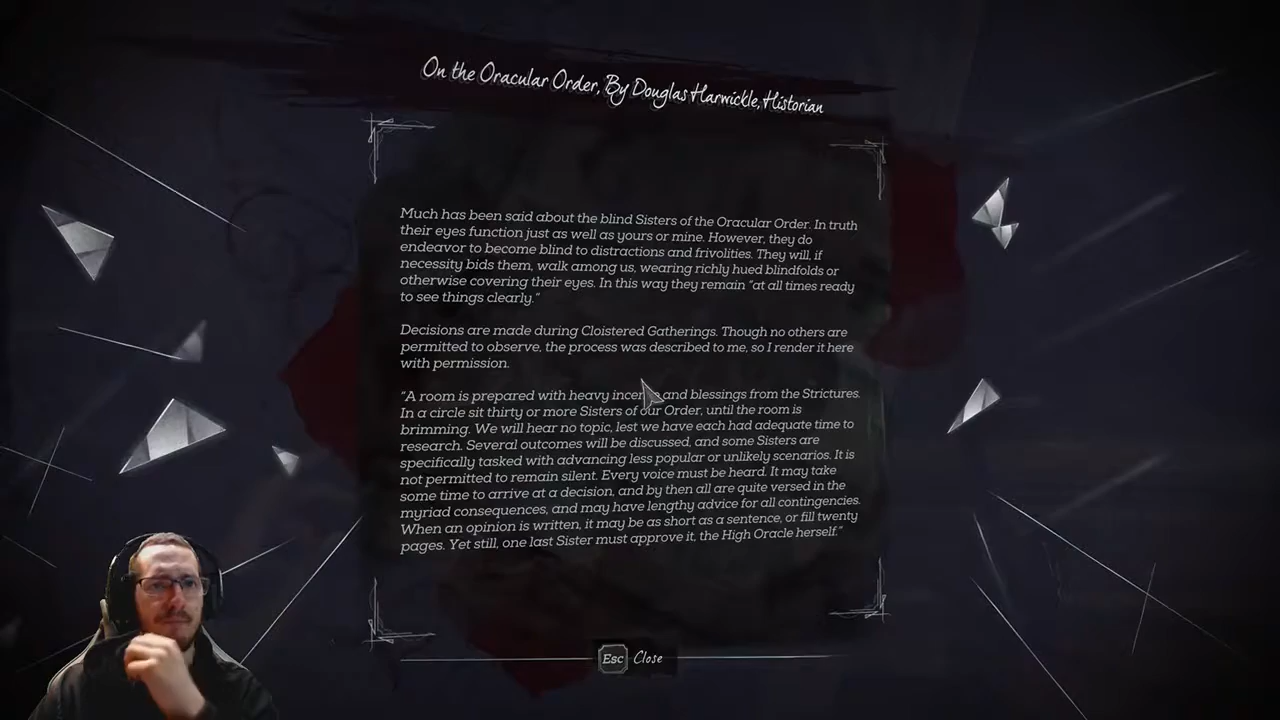 On the Oracular Order, By Douglas Harwickle, Historian
Much has been said about the blind Sisters of the Oracular Order. In truth
their eyes function just as well as yours or mine. However, they do
endeavor to become blind to distractions and frivolities. They will, if
necessity bids them, walk among us, wearing richly hued blindfolds or
otherwise covering their eyes. In this way they remain "at all times ready
to see things clearly."
Decisions are made during Cloistered Gatherings. Though no others are
permitted to observe, the process was described to me, so I render it here
with permission.
"A room is prepared with heavy incense and blessings from the Strictures.
In a circle sit thirty or more Sisters of our Order, until the room is
brimming. We will hear no topic, lest we have each had adequate time to
research. Several outcomes will be discussed, and some Sisters are
specifically tasked with advancing less popular or unlikely scenarios. It is
not permitted to remain silent. Every voice must be heard. It may take
some time to arrive at a decision, and by then all are quite versed in the
myriad consequences, and may have lengthy advice for all contingencies.
When an opinion is written, it may be as short as a sentence, or fill twenty
pages. Yet still, one last Sister must approve it, the High Oracle herself."
Esc Close